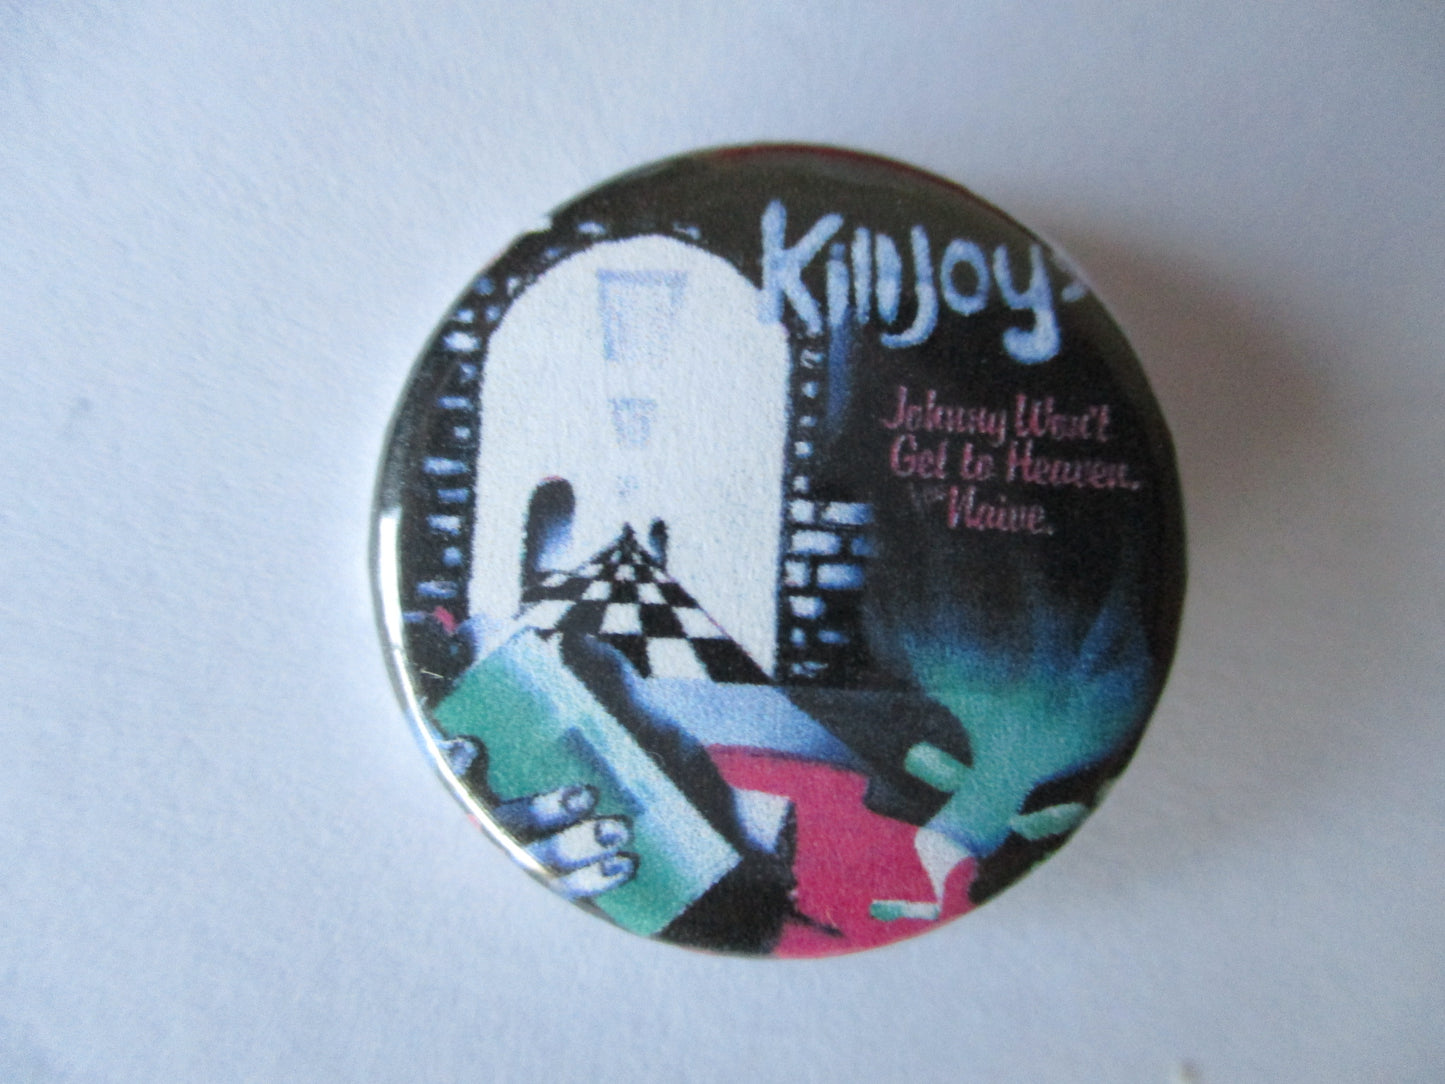 Killjoys
Johnny Won't
Get to Heaven.
Naive.